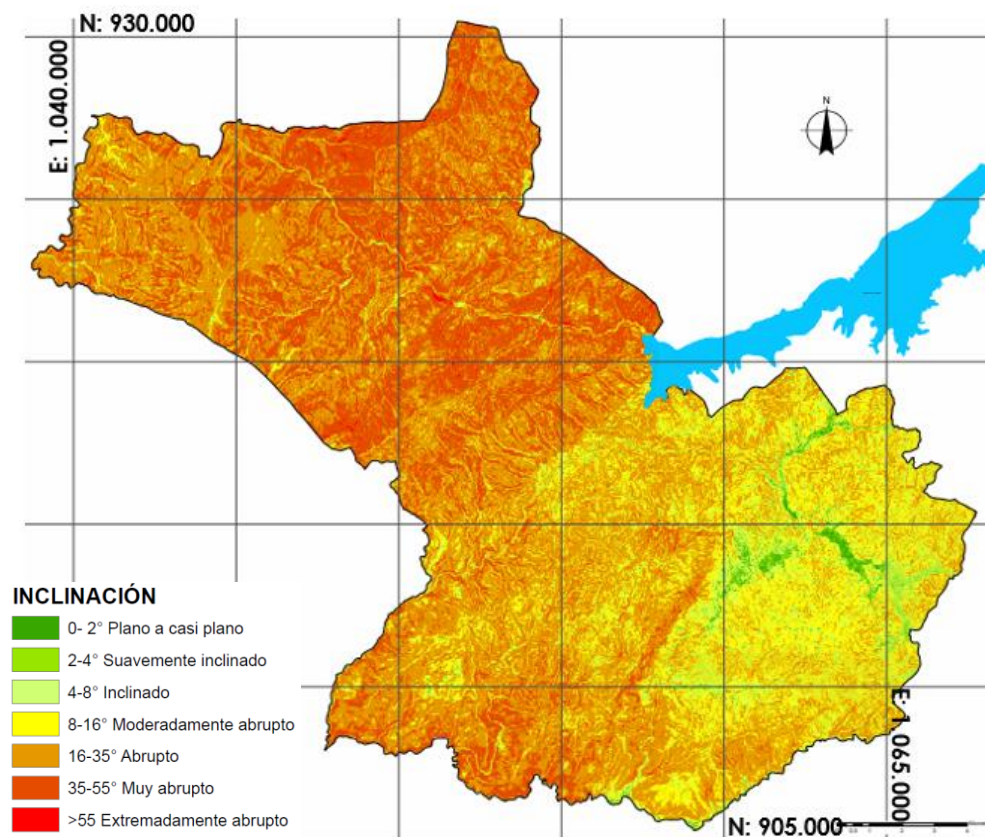 N: 930.000
E: 1.040.000
N
INCLINACIÓN
0- 2° Plano a casi plano
2-4° Suavemente inclinado
4-8° Inclinado
8-16° Moderadamente abrupto
16-35° Abrupto
35-55° Muy abrupto
>55 Extremadamente abrupto
E: 1.065.000
N: 905.000